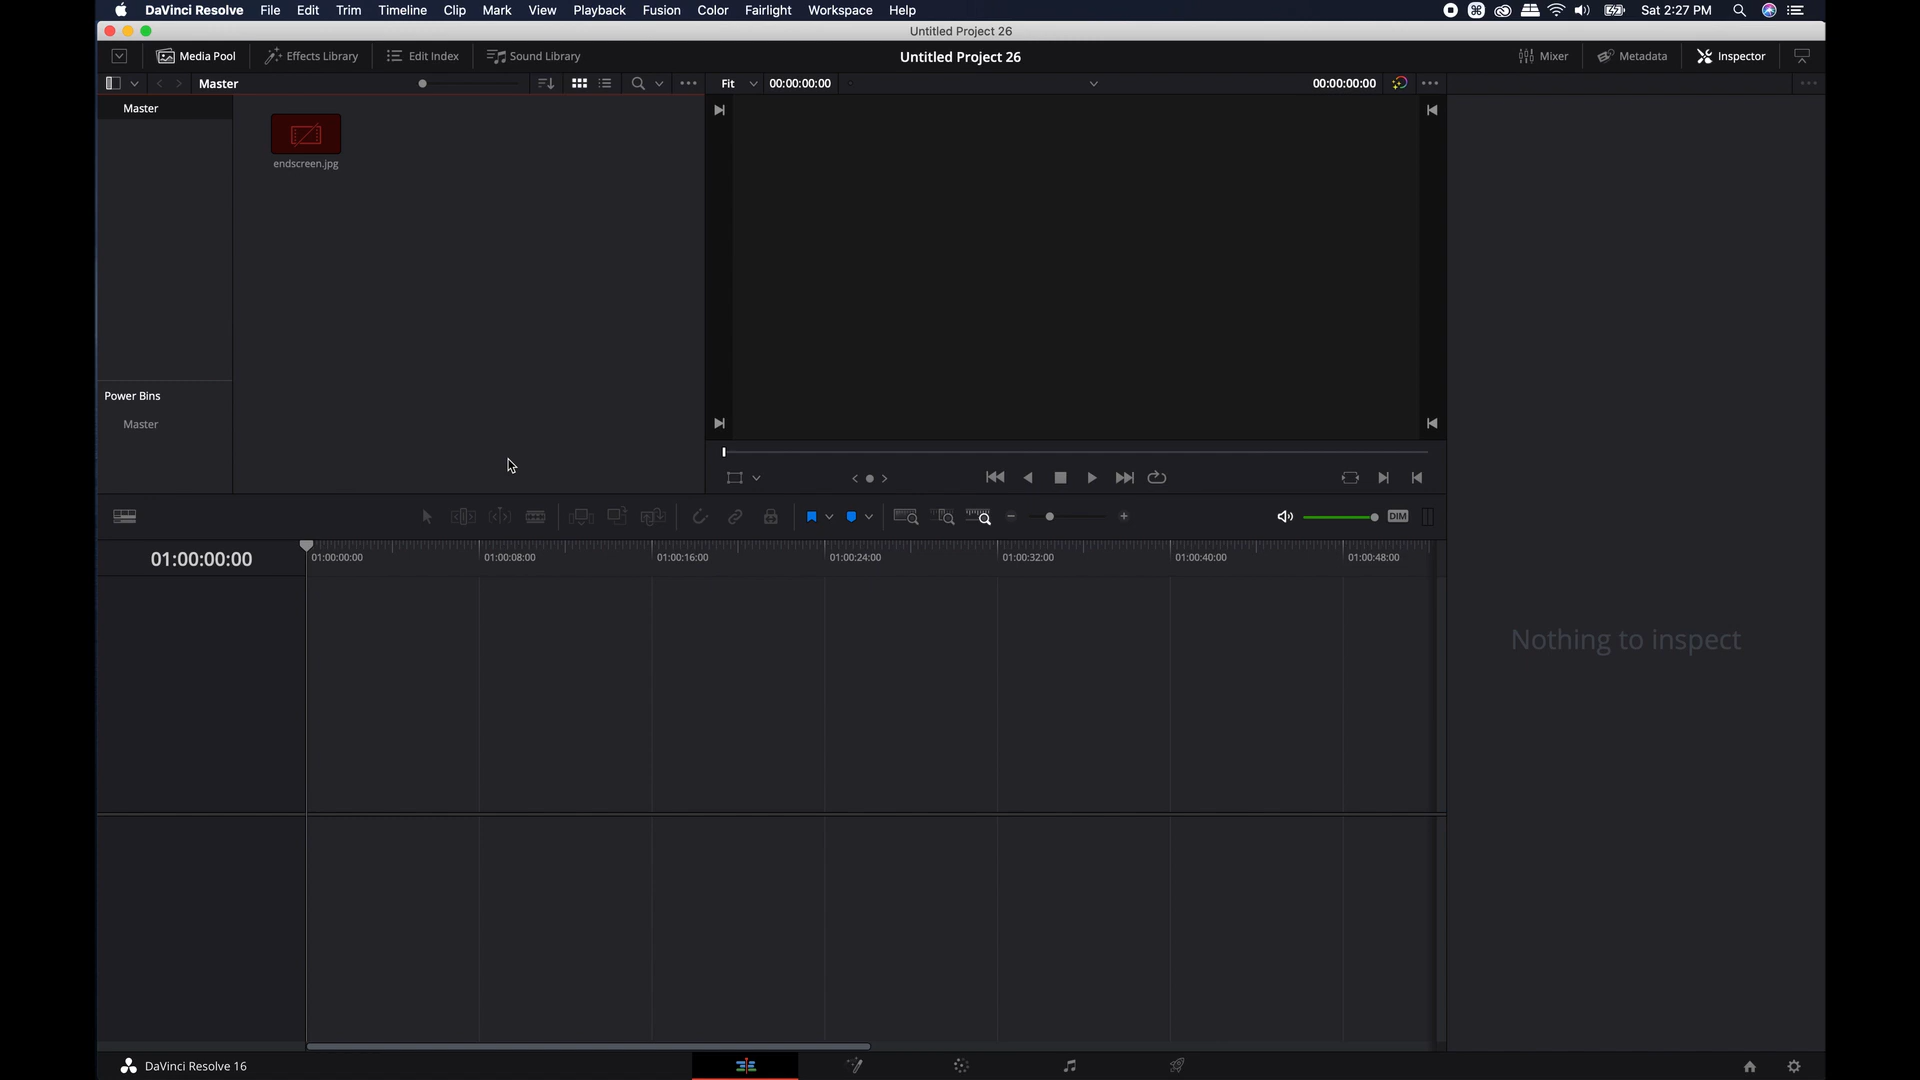 DaVinci Resolve File Edit Trim Timeline Clip Mark View Playback Fusion Color Fairlight Workspace Help Sat 2:27 PM
Untitled Project 26
Media Pool Effects Library Edit Index Sound Library Untitled Project 26 Mixer Metadata Inspector
Master Fit 00:00:00:00 00:00:00:00
Master
endscreen.jpg
Power Bins
Master
DIM
01:00:00:00 01:00:00:00 01:00:08:00 01:00:16:00 01:00:24:00 01:00:32:00 01:00:40:00 01:00:48:00
Nothing to inspect
DaVinci Resolve 16